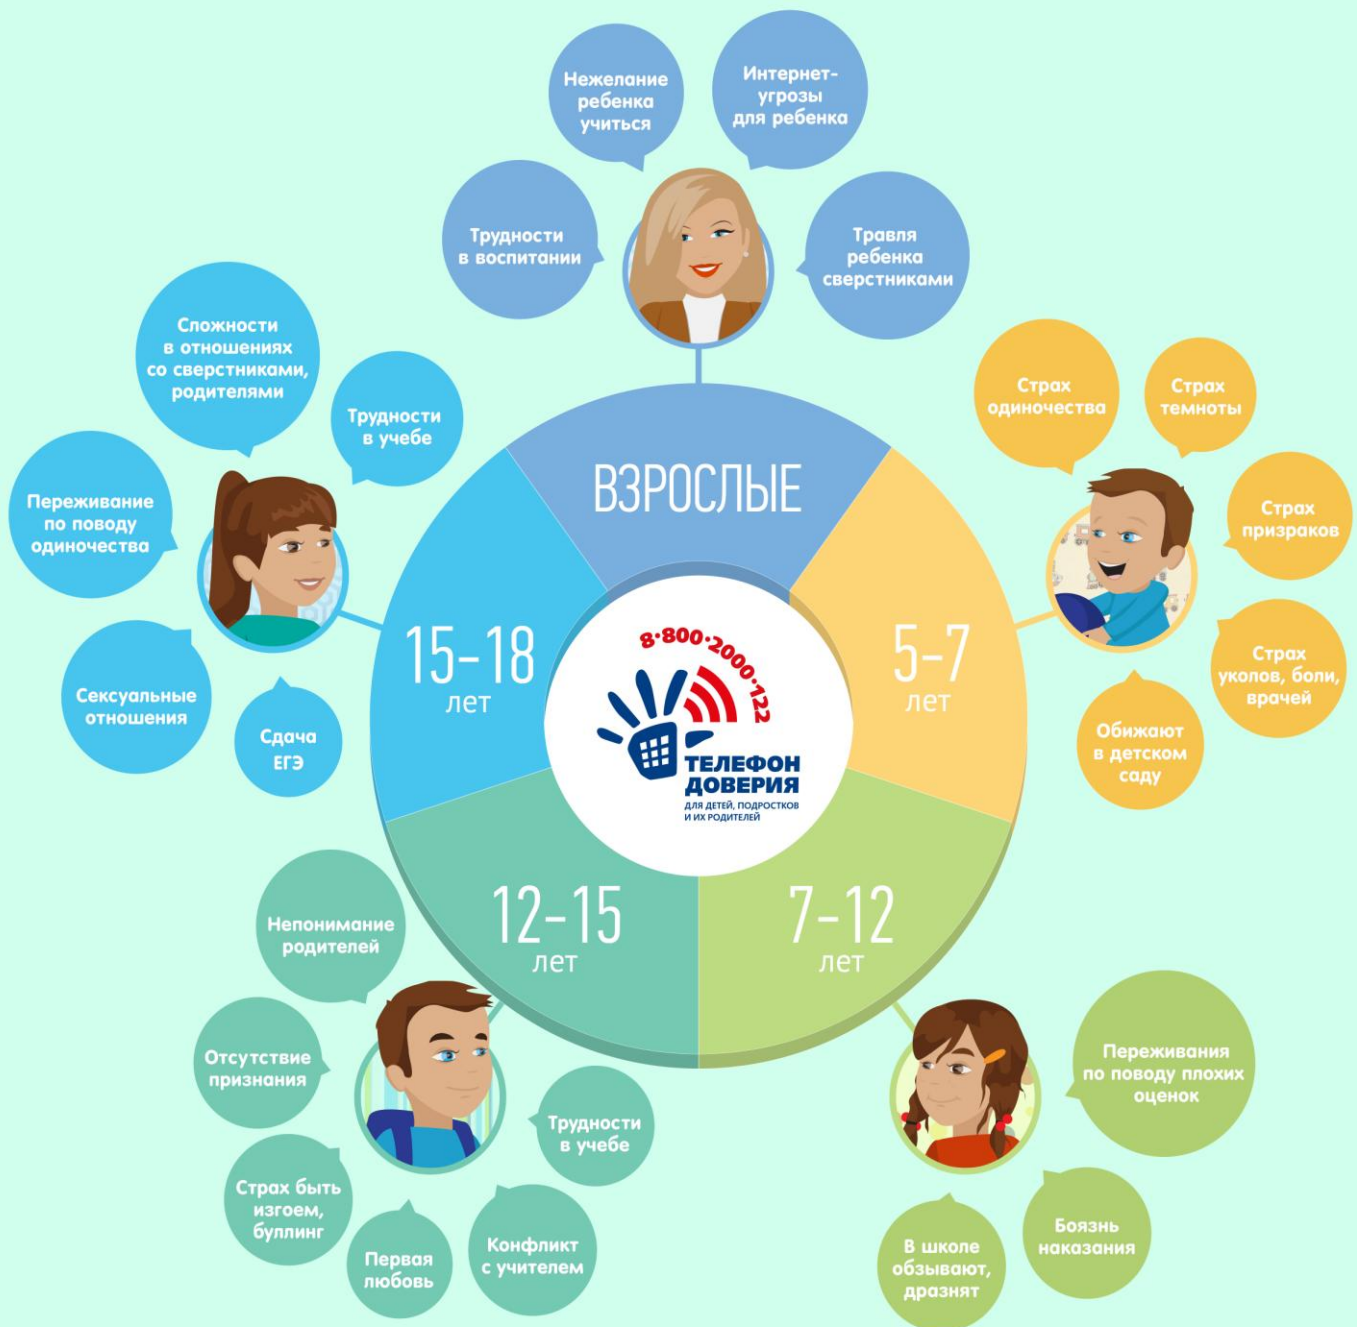 Нежелание
ребенка
учиться
Интернет-
угрозы
для ребенка
Трудности
в воспитании
Травля
ребенка
сверстниками
ВЗРОСЛЫЕ
Сложности
в отношениях
со сверстниками,
родителями
Трудности
в учебе
Переживание
по поводу
одиночества
Сексуальные
отношения
Сдача
ЕГЭ
15–18
лет
Страх
одиночества
Страх
темноты
Страх
призраков
Страх
уколов, боли,
врачей
Обижают
в детском
саду
5–7
лет
8·800·2000·122
ТЕЛЕФОН
ДОВЕРИЯ
ДЛЯ ДЕТЕЙ, ПОДРОСТКОВ
И ИХ РОДИТЕЛЕЙ
12–15
лет
Непонимание
родителей
Отсутствие
признания
Страх быть
изгоем,
буллинг
Первая
любовь
Конфликт
с учителем
Трудности
в учебе
7–12
лет
Переживания
по поводу плохих
оценок
Боязнь
наказания
В школе
обзывают,
дразнят